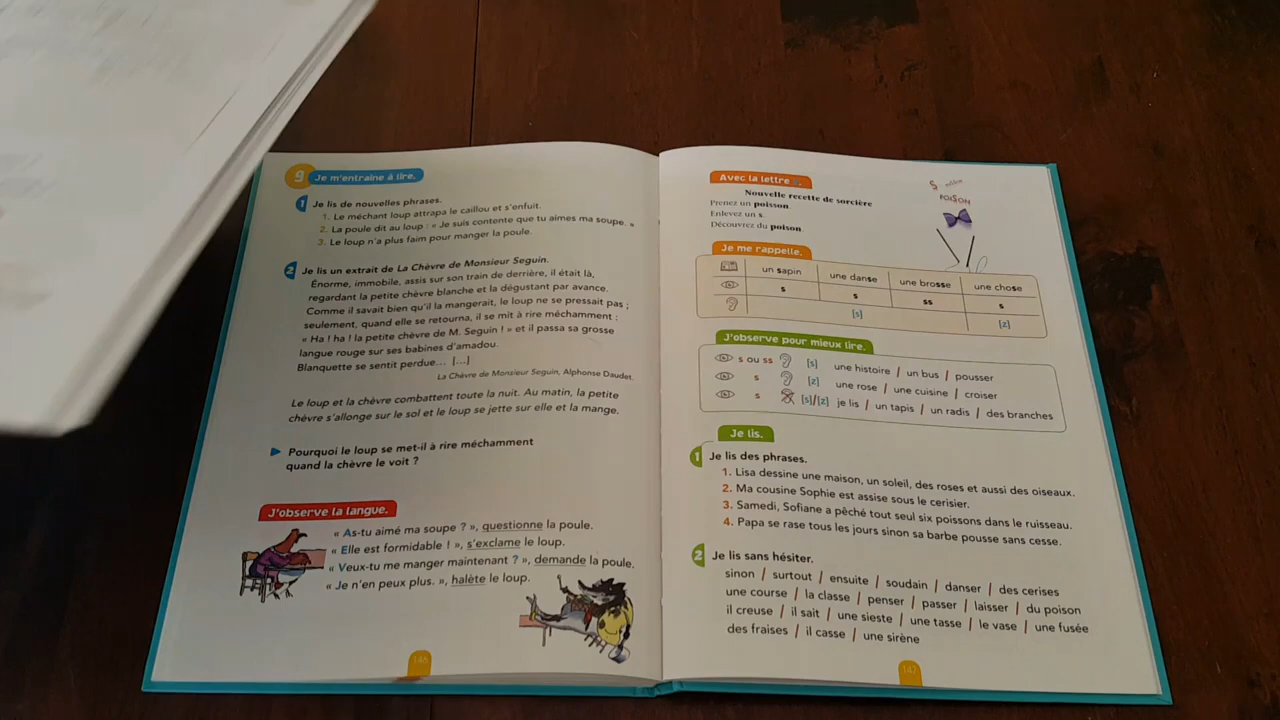 9 Je m'entraîne à lire.
1 Je lis de nouvelles phrases.
1. Le méchant loup attrapa le caillou et s'enfuit.
2. La poule dit au loup : « Je suis contente que tu aimes ma soupe. »
3. Le loup n'a plus faim pour manger la poule.
2 Je lis un extrait de La Chèvre de Monsieur Seguin.
Énorme, immobile, assis sur son train de derrière, il était là,
regardant la petite chèvre blanche et la dégustant par avance.
Comme il savait bien qu'il la mangerait, le loup ne se pressait pas ;
seulement, quand elle se retourna, il se mit à rire méchamment :
« Ha ! ha ! la petite chèvre de M. Seguin ! » et il passa sa grosse
langue rouge sur ses babines d'amadou.
Blanquette se sentit perdue... [...]
La Chèvre de Monsieur Seguin, Alphonse Daudet.
Le loup et la chèvre combattent toute la nuit. Au matin, la petite
chèvre s'allonge sur le sol et le loup se jette sur elle et la mange.
Pourquoi le loup se met-il à rire méchamment
quand la chèvre le voit ?
J'observe la langue.
« As-tu aimé ma soupe ? », questionne la poule.
« Elle est formidable ! », s'exclame le loup.
« Veux-tu me manger maintenant ? », demande la poule.
« Je n'en peux plus. », halète le loup.
146
Avec la lettre
Nouvelle recette de sorcière
Prenez un poisson.
Enlevez un s.
Découvrez du poison.
S
POISON
Je me rappelle.
un sapin une danse une brosse une chose
s s ss s
[s] [z]
J'observe pour mieux lire.
s ou ss [s] une histoire / un bus / pousser
s [z] une rose / une cuisine / croiser
s [s]/[z] je lis / un tapis / un radis / des branches
Je lis.
1 Je lis des phrases.
1. Lisa dessine une maison, un soleil, des roses et aussi des oiseaux.
2. Ma cousine Sophie est assise sous le cerisier.
3. Samedi, Sofiane a pêché tout seul six poissons dans le ruisseau.
4. Papa se rase tous les jours sinon sa barbe pousse sans cesse.
2 Je lis sans hésiter.
sinon / surtout / ensuite / soudain / danser / des cerises
une course / la classe / penser / passer / laisser / du poison
il creuse / il sait / une sieste / une tasse / le vase / une fusée
des fraises / il casse / une sirène
147